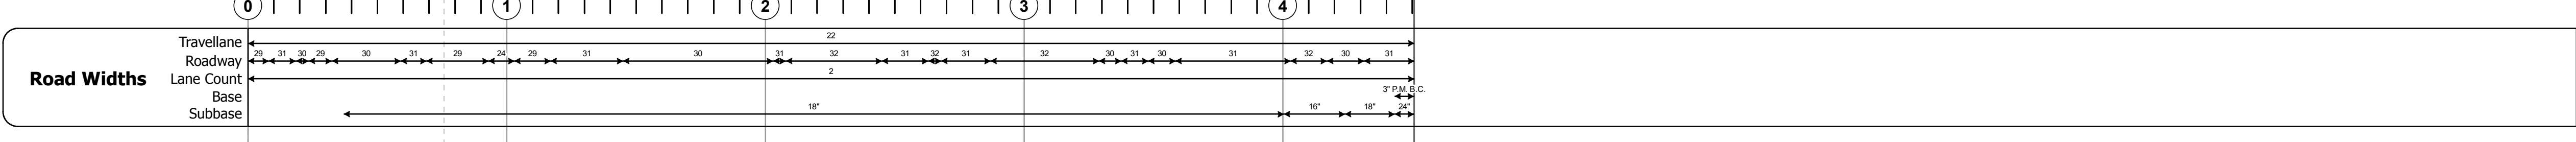 0 1 2 3 4
Travellane 22
Roadway 29 31 30 29 30 31 29 24 29 31 30 31 32 31 32 31 32 30 31 30 31 32 30 31
Road Widths
Lane Count 2
Base 3" P.M. B.C.
Subbase 18" 16" 18" 24"